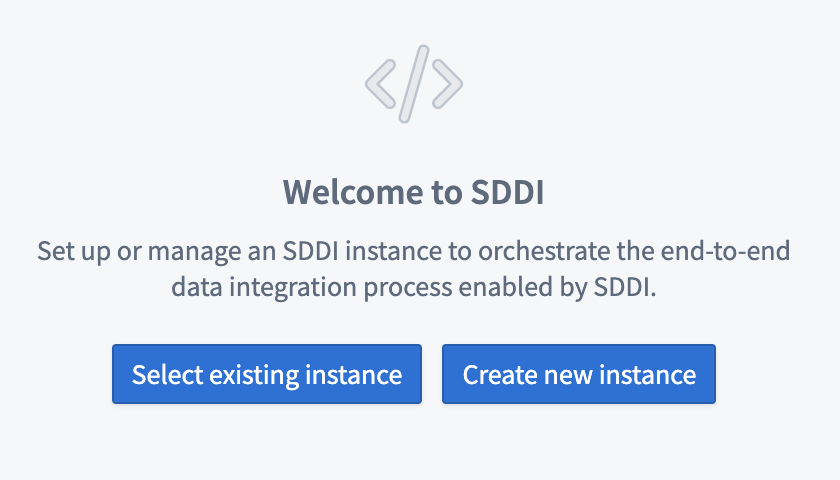 Welcome to SDDI
Set up or manage an SDDI instance to orchestrate the end-to-end
data integration process enabled by SDDI.
Select existing instance
Create new instance